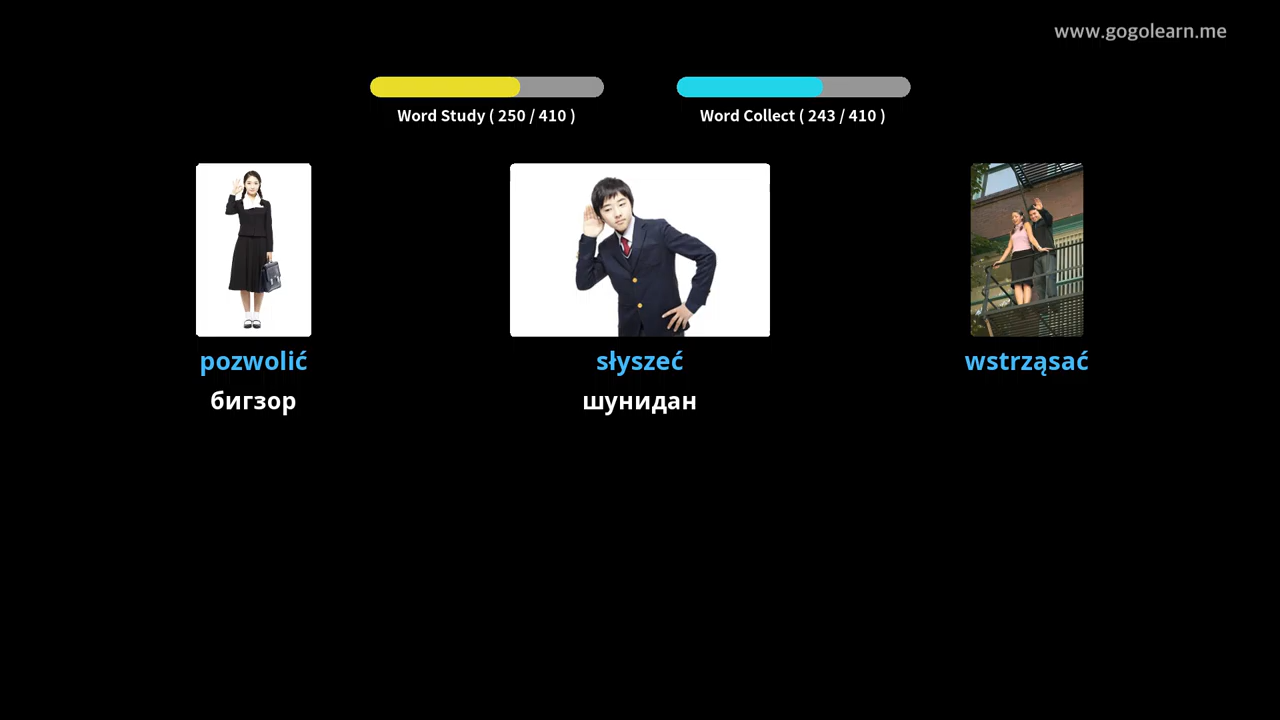 www.gogolearn.me
Word Study ( 250 / 410 )
Word Collect ( 243 / 410 )
pozwolić
słyszeć
wstrząsać
бигзор
шунидан